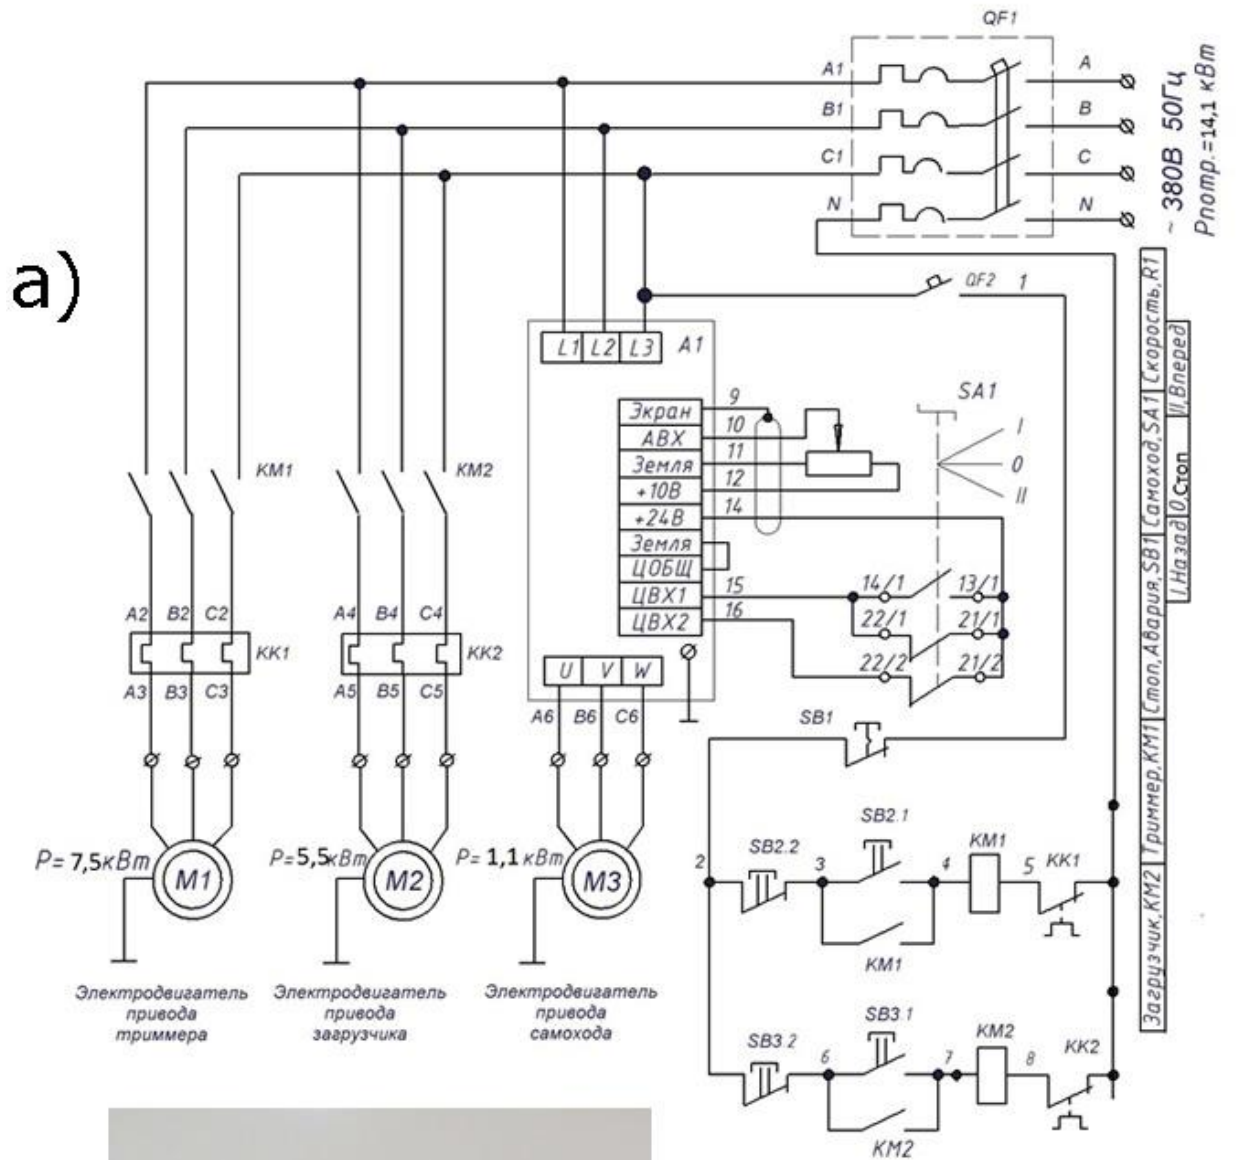 QF1
A1
A
B1
B
C1
C
N
N
~ 380В 50Гц
Рпотр.=14,1 кВт
а)
QF2
1
L1
L2
L3
A1
Экран
9
АВХ
10
Земля
11
+10В
12
+24В
14
Земля
ЦОБЩ
ЦВХ1
15
ЦВХ2
16
SA1
I
0
II
14/1
13/1
22/1
21/1
22/2
21/2
KM1
KM2
A2
B2
C2
A4
B4
C4
KK1
KK2
A3
B3
C3
A5
B5
C5
U
V
W
A6
B6
C6
SB1
P= 7,5кВт
M1
P=5,5кВт
M2
P= 1,1 кВт
M3
SB2.1
2
SB2.2
3
4
KM1
5
KK1
KM1
SB3.1
SB3.2
6
7
KM2
8
KK2
KM2
Электродвигатель
привода
триммера
Электродвигатель
привода
загрузчика
Электродвигатель
привода
самохода
Загрузчик,КМ2
Триммер,КМ1
Стоп,Авария,SB1
Самоход,SA1
Скорость,R1
I,Назад
0,Стоп
II,Вперед